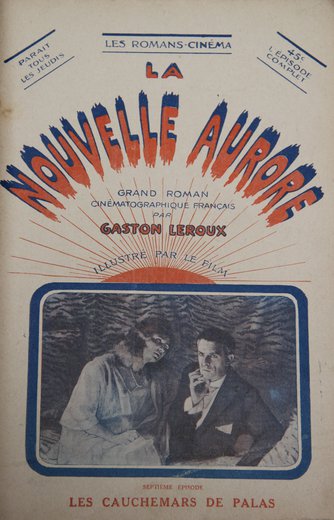 LES ROMANS-CINÉMA
PARAIT
TOUS
LES JEUDIS
45c
L'ÉPISODE
COMPLET
LA
NOUVELLE AURORE
GRAND ROMAN
CINÉMATOGRAPHIQUE FRANÇAIS
PAR
GASTON LEROUX
ILLUSTRÉ PAR LE FILM
SEPTIÈME ÉPISODE
LES CAUCHEMARS DE PALAS